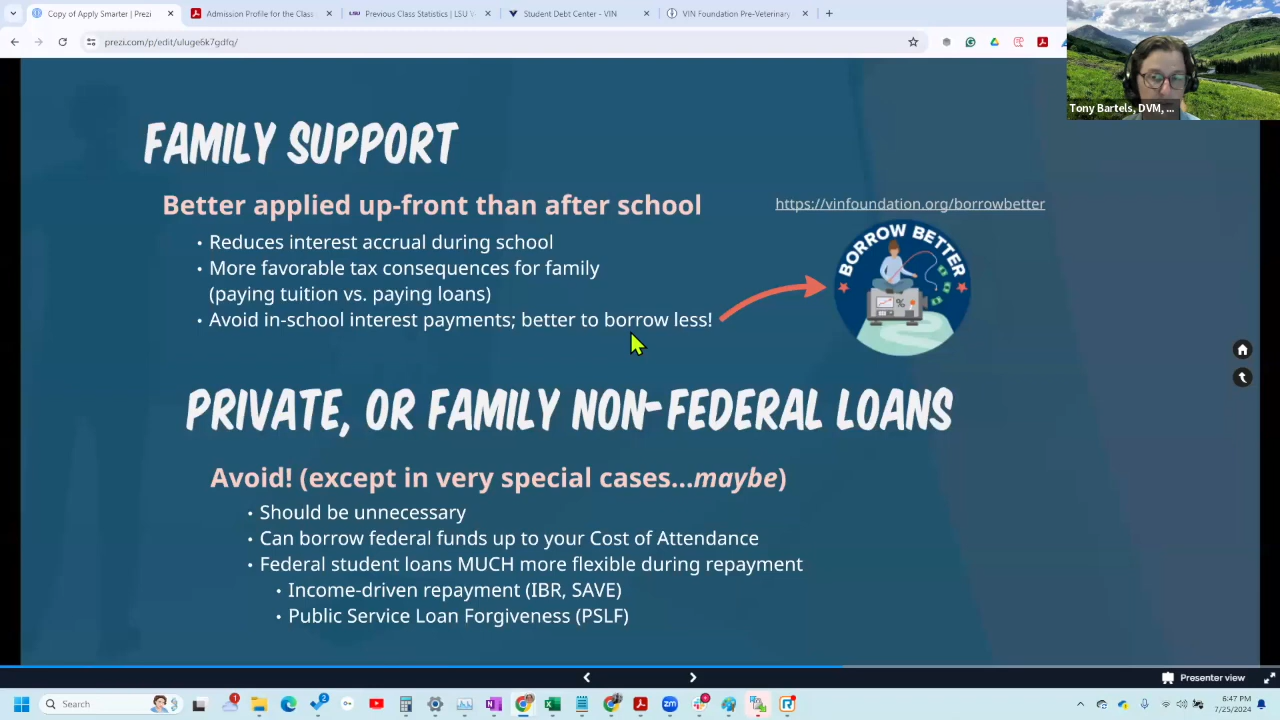 Copy of Apply Smarter | Prezi
Admission Profile for the Class
Previous Class Statistics | LSU V
Student Debt Center - VIN
VIN Foundation Pre-Veterinary
prezi.com/p/edit/uluge6k7gdfq/
Tony Bartels, DVM, ...
FAMILY SUPPORT
Better applied up-front than after school
https://vinfoundation.org/borrowbetter
• Reduces interest accrual during school
• More favorable tax consequences for family
(paying tuition vs. paying loans)
• Avoid in-school interest payments; better to borrow less!
BORROW BETTER
PRIVATE, OR FAMILY NON-FEDERAL LOANS
Avoid! (except in very special cases...maybe)
• Should be unnecessary
• Can borrow federal funds up to your Cost of Attendance
• Federal student loans MUCH more flexible during repayment
• Income-driven repayment (IBR, SAVE)
• Public Service Loan Forgiveness (PSLF)
Presenter view
Search
6:47 PM
7/25/2024